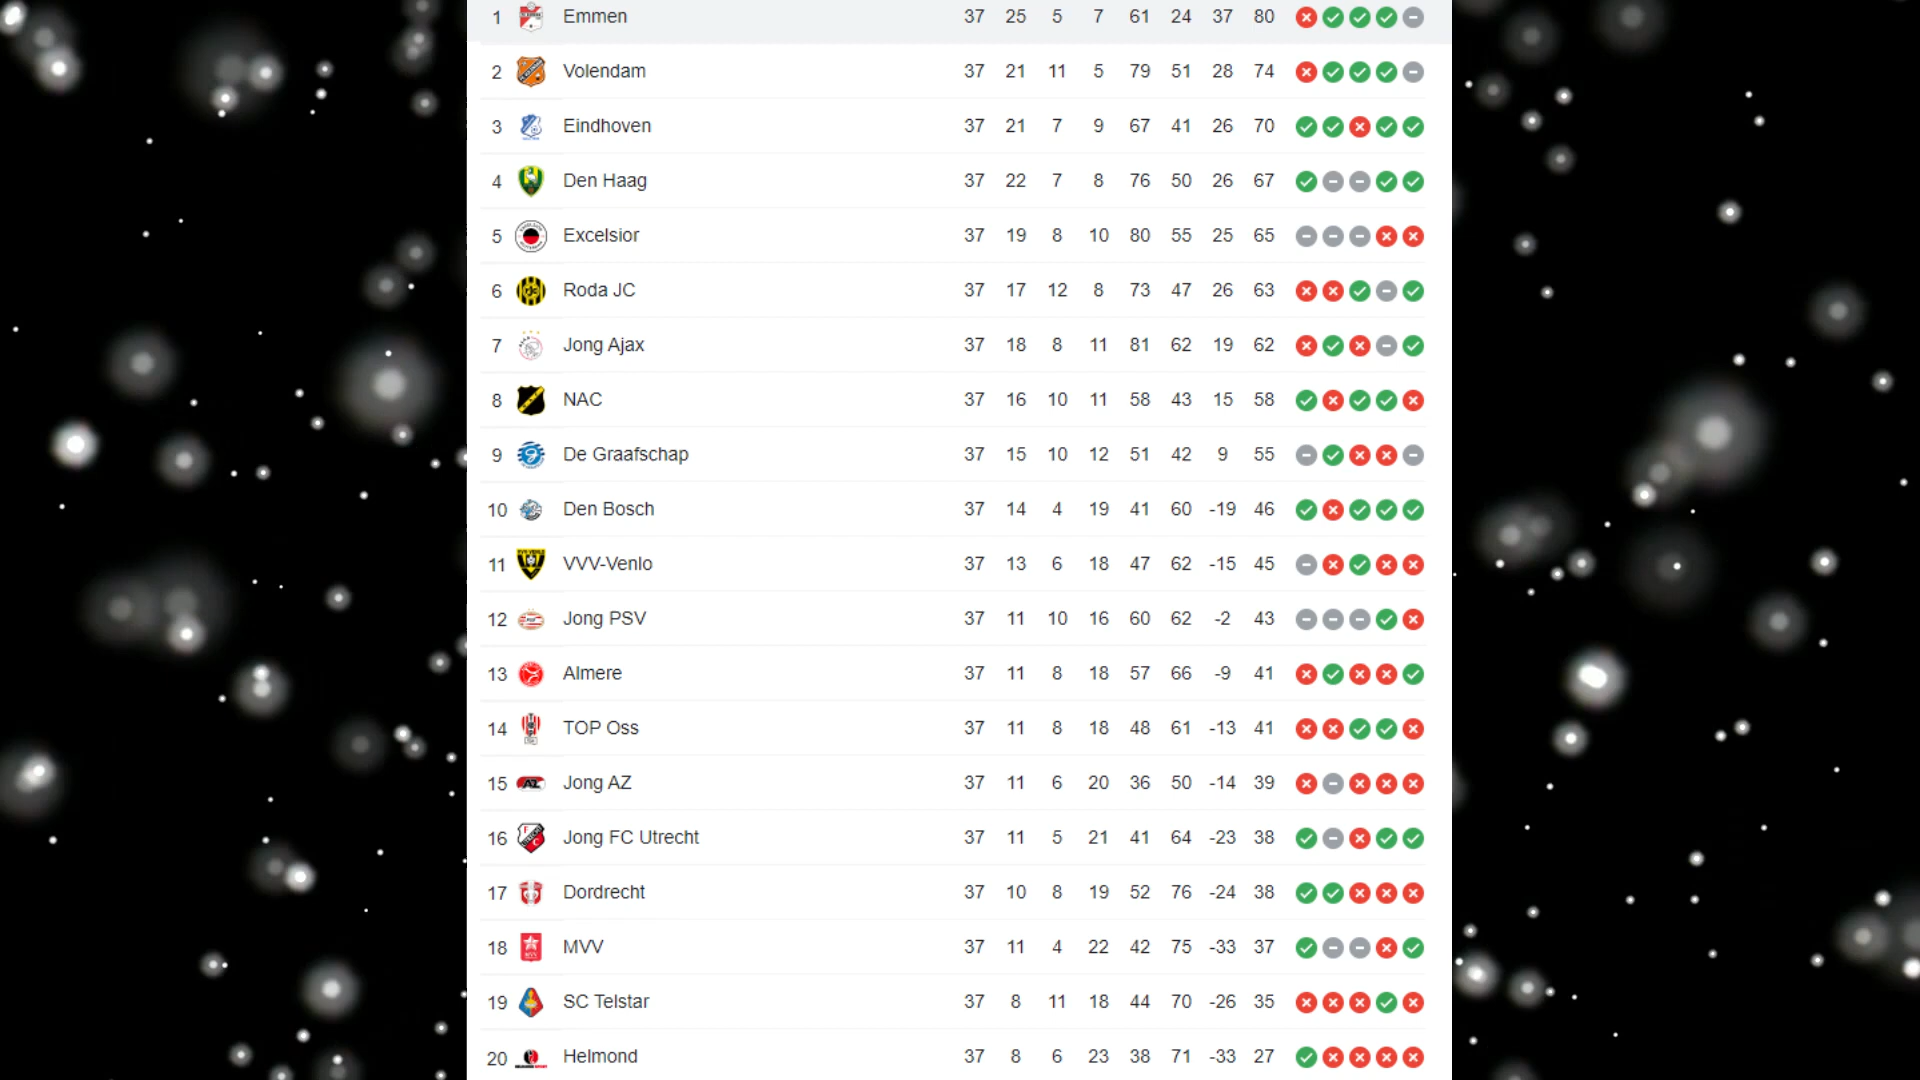 1 Emmen 37 25 5 7 61 24 37 80
2 Volendam 37 21 11 5 79 51 28 74
3 Eindhoven 37 21 7 9 67 41 26 70
4 Den Haag 37 22 7 8 76 50 26 67
5 Excelsior 37 19 8 10 80 55 25 65
6 Roda JC 37 17 12 8 73 47 26 63
7 Jong Ajax 37 18 8 11 81 62 19 62
8 NAC 37 16 10 11 58 43 15 58
9 De Graafschap 37 15 10 12 51 42 9 55
10 Den Bosch 37 14 4 19 41 60 -19 46
11 VVV-Venlo 37 13 6 18 47 62 -15 45
12 Jong PSV 37 11 10 16 60 62 -2 43
13 Almere 37 11 8 18 57 66 -9 41
14 TOP Oss 37 11 8 18 48 61 -13 41
15 Jong AZ 37 11 6 20 36 50 -14 39
16 Jong FC Utrecht 37 11 5 21 41 64 -23 38
17 Dordrecht 37 10 8 19 52 76 -24 38
18 MVV 37 11 4 22 42 75 -33 37
19 SC Telstar 37 8 11 18 44 70 -26 35
20 Helmond 37 8 6 23 38 71 -33 27